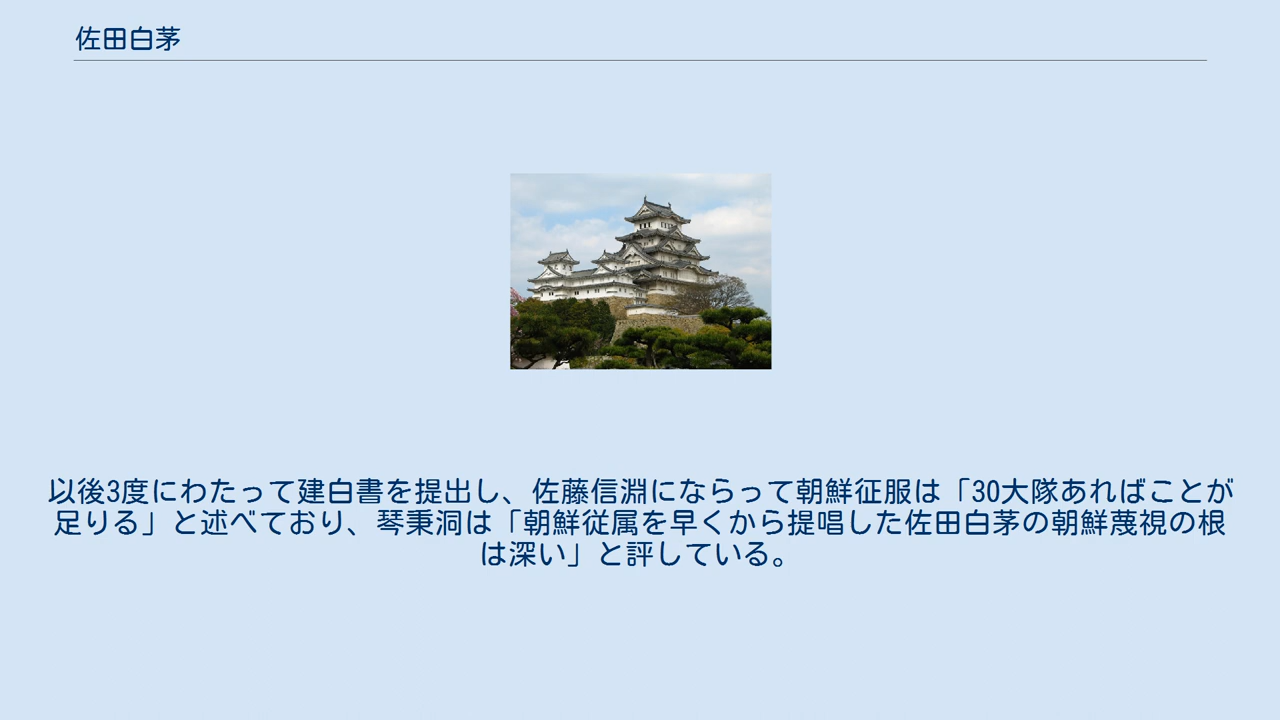 佐田白茅
以後3度にわたって建白書を提出し、佐藤信淵にならって朝鮮征服は「30大隊あればことが
足りる」と述べており、琴秉洞は「朝鮮従属を早くから提唱した佐田白茅の朝鮮蔑視の根
は深い」と評している。